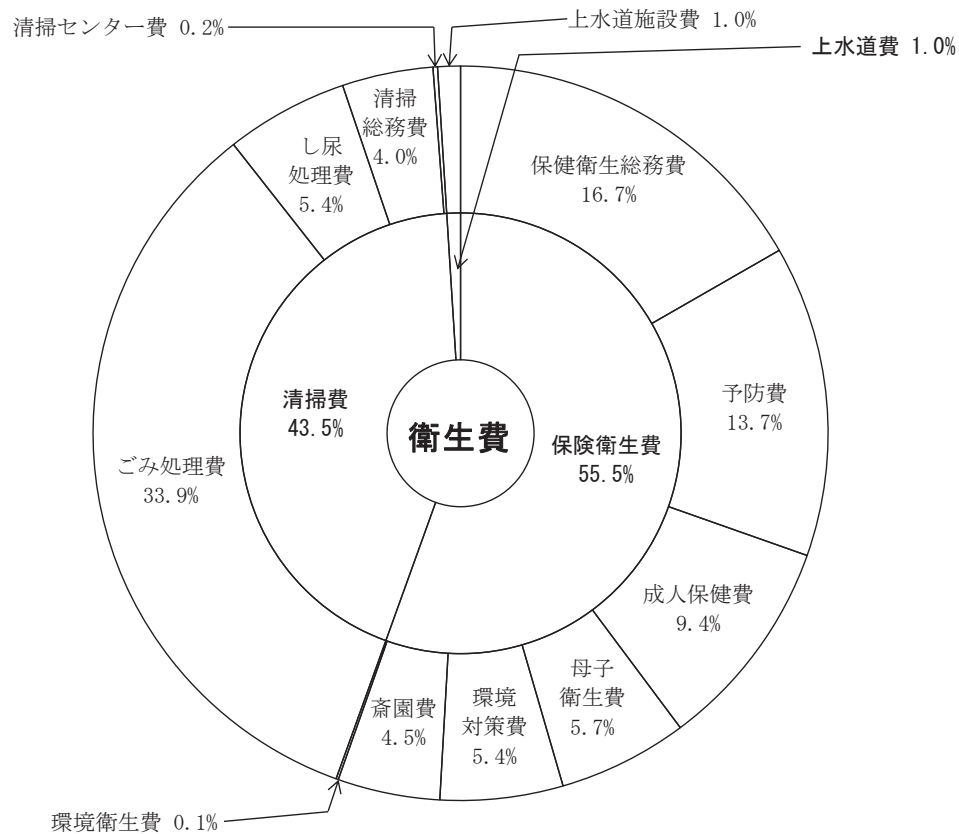 清掃センター費 0.2%
上水道施設費 1.0%
上水道費 1.0%
保健衛生総務費
16.7%
予防費
13.7%
成人保健費
9.4%
母子
衛生費
5.7%
環境
対策費
5.4%
斎園費
4.5%
環境衛生費 0.1%
ごみ処理費
33.9%
し尿
処理費
5.4%
清掃
総務費
4.0%
清掃費
43.5%
衛生費
保険衛生費
55.5%